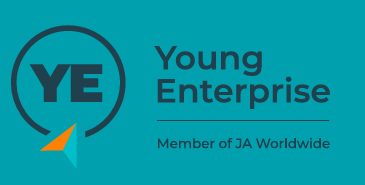 YE
Young
Enterprise
Member of JA Worldwide